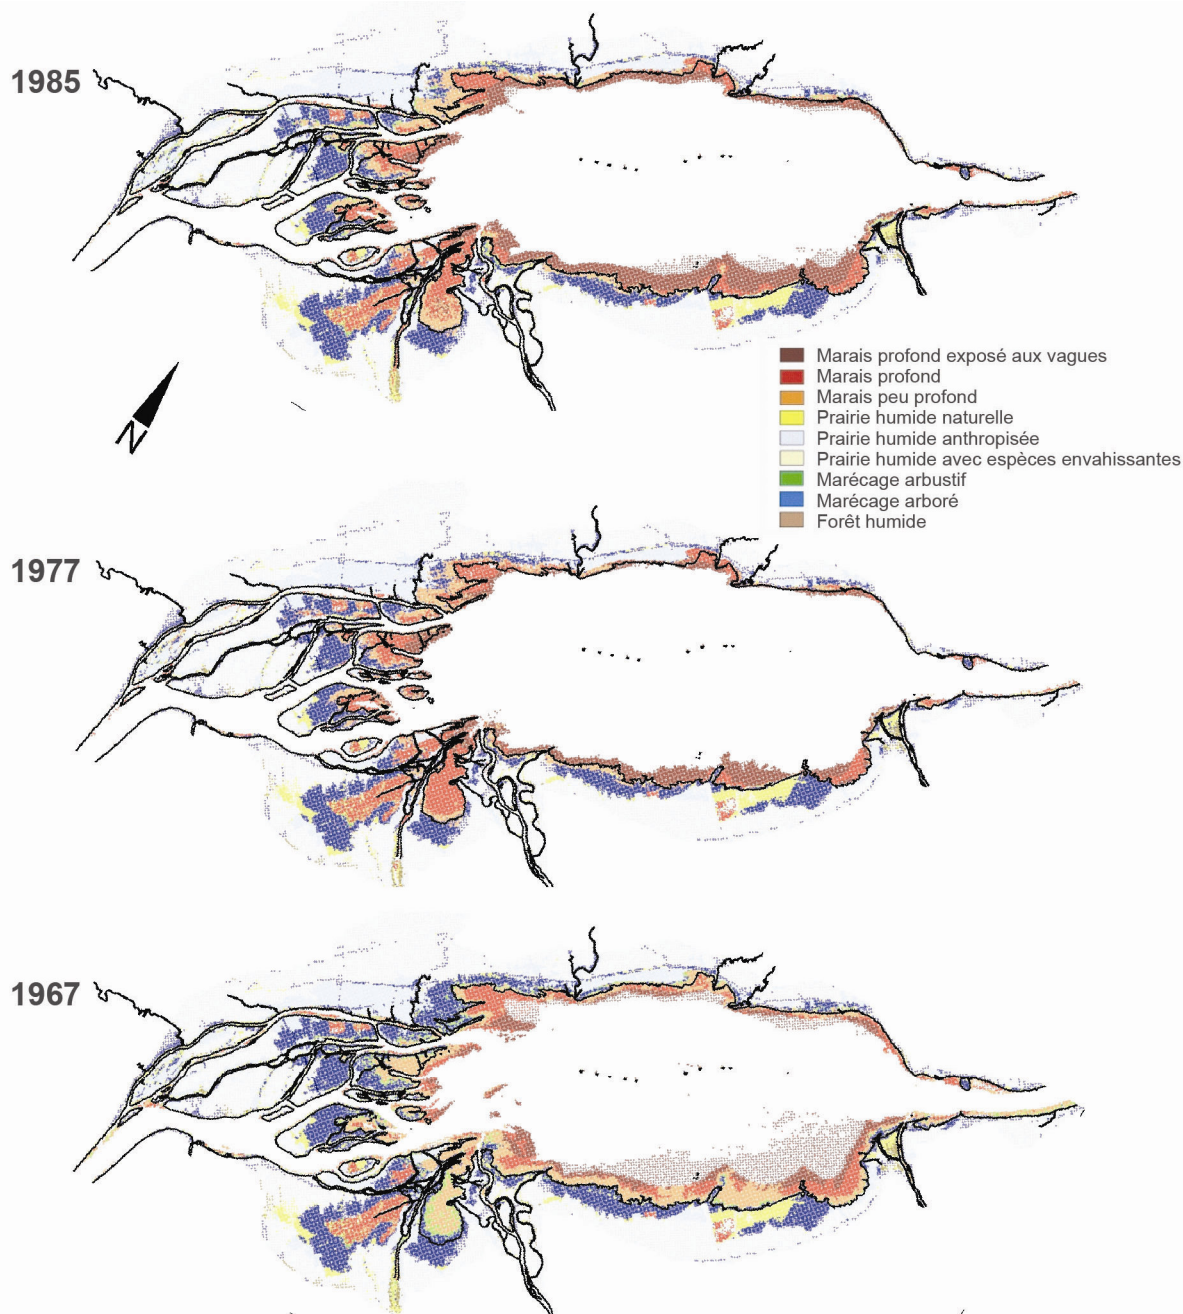 1985
Marais profond exposé aux vagues
Marais profond
Marais peu profond
Prairie humide naturelle
Prairie humide anthropisée
Prairie humide avec espèces envahissantes
Marécage arbustif
Marécage arboré
Forêt humide
N
1977
1967